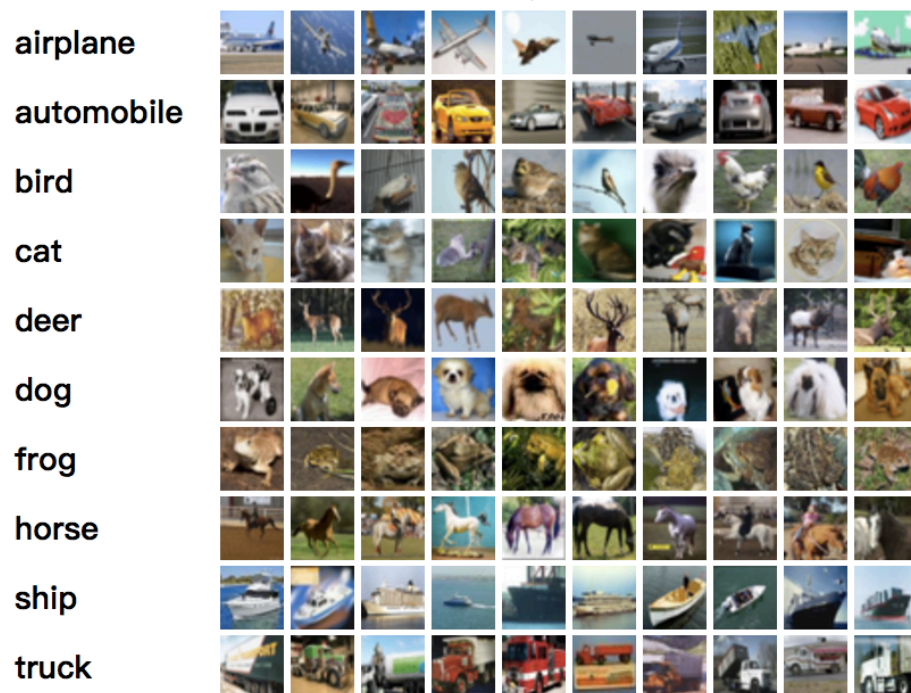 airplane
automobile
bird
cat
deer
dog
frog
horse
ship
truck